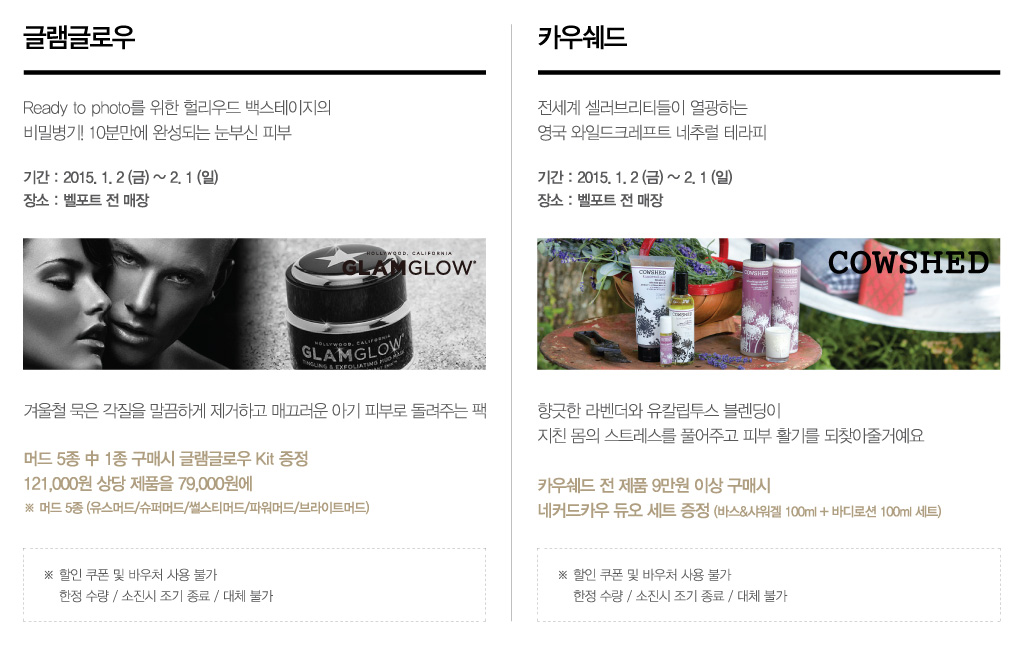 글램글로우
Ready to photo를 위한 헐리우드 백스테이지의
비밀병기! 10분만에 완성되는 눈부신 피부
기간 : 2015. 1. 2 (금) ~ 2. 1 (일)
장소 : 벨포트 전 매장
HOLLYWOOD, CALIFORNIA
GLAMGLOW
HOLLYWOOD, CALIFORNIA
GLAMGLOW
TINGLING & EXFOLIATING MUD MASK
겨울철 묵은 각질을 말끔하게 제거하고 매끄러운 아기 피부로 돌려주는 팩
머드 5종 中 1종 구매시 글램글로우 Kit 증정
121,000원 상당 제품을 79,000원에
※ 머드 5종 (유스머드/슈퍼머드/썰스티머드/파워머드/브라이트머드)
※ 할인 쿠폰 및 바우처 사용 불가
한정 수량 / 소진시 조기 종료 / 대체 불가
카우쉐드
전세계 셀러브리티들이 열광하는
영국 와일드크레프트 네추럴 테라피
기간 : 2015. 1. 2 (금) ~ 2. 1 (일)
장소 : 벨포트 전 매장
COWSHED
COWSHED
향긋한 라벤더와 유칼립투스 블렌딩이
지친 몸의 스트레스를 풀어주고 피부 활기를 되찾아줄거예요
카우쉐드 전 제품 9만원 이상 구매시
네커드카우 듀오 세트 증정 (바스&샤워젤 100ml + 바디로션 100ml 세트)
※ 할인 쿠폰 및 바우처 사용 불가
한정 수량 / 소진시 조기 종료 / 대체 불가